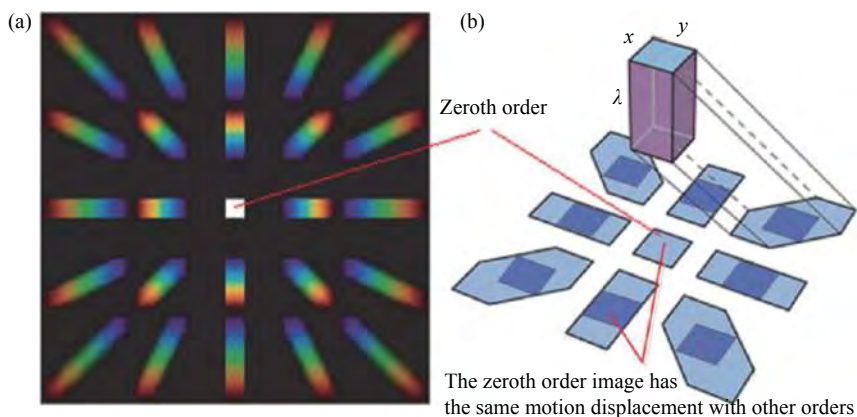 (a)
(b)
x
y
λ
Zeroth order
The zeroth order image has
the same motion displacement with other orders